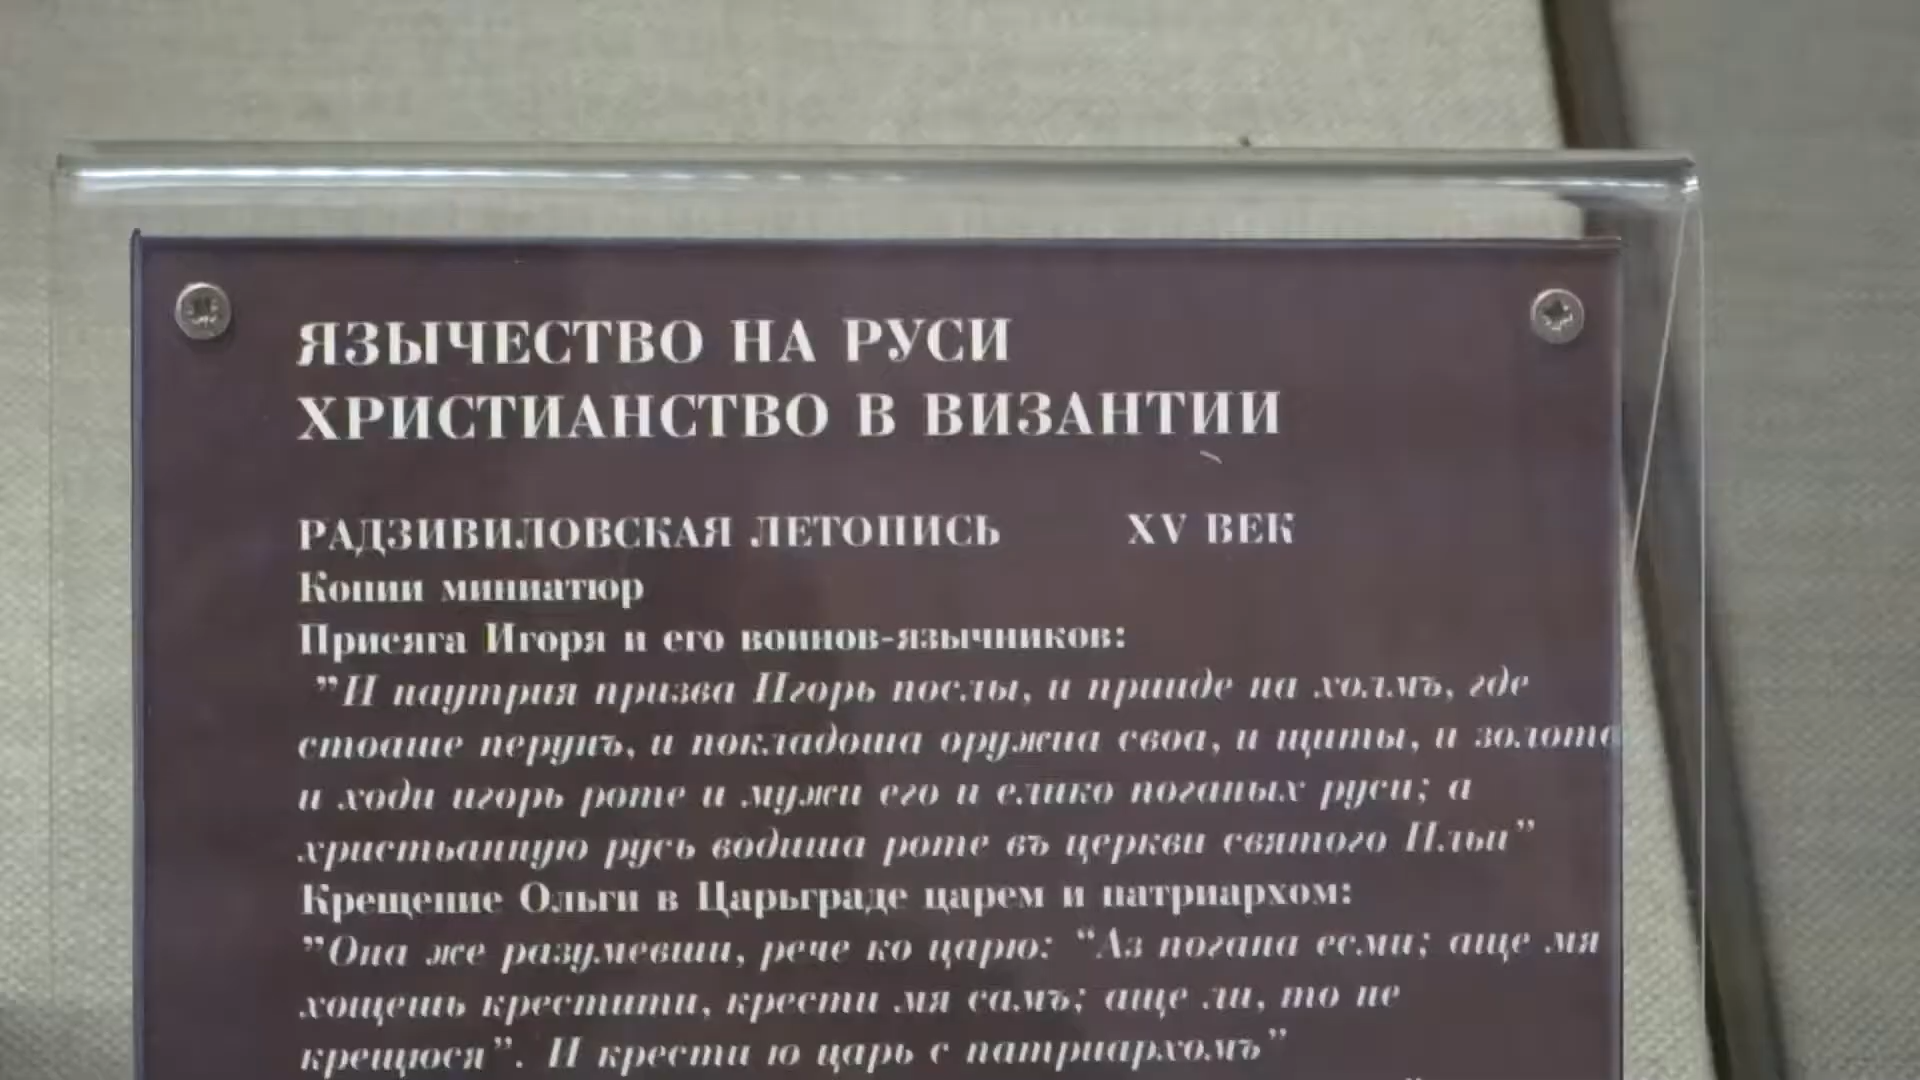 ЯЗЫЧЕСТВО НА РУСИ
ХРИСТИАНСТВО В ВИЗАНТИИ
РАДЗИВИЛОВСКАЯ ЛЕТОПИСЬ XV ВЕК
Копии миниатюр
Присяга Игоря и его воинов-язычников:
"И наутрия призва Игорь послы, и прииде на холмъ, где
стоаше перунъ, и покладоша оружиа своа, и щиты, и золото
и ходи игорь роте и мужи его и елико поганых руси; а
христьанную русь водиша роте въ церкви святого Ильи"
Крещение Ольги в Царьграде царем и патриархом:
"Она же разумевши, рече ко царю: "Аз погана есми; аще мя
хощешь крестити, крести мя самъ; аще ли, то не
крещюся". И крести ю царь с патриархомъ"